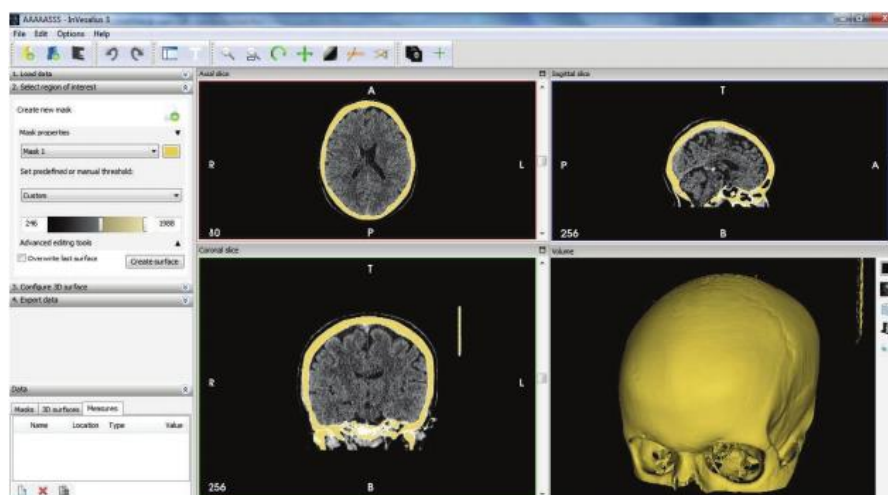 AAAAASSS - InVesalius 3
File Edit Options Help
1. Load data
2. Select region of interest
Create new mask
Mask properties
Mask 1
Set predefined or manual threshold:
Custom
246 1988
Advanced editing tools
Overwrite last surface Create surface
3. Configure 3D surface
4. Export data
Data
Masks 3D surfaces Measures
Name Location Type Value
Axial slice
A
R L
80 P
Sagittal slice
T
P A
256 B
Coronal slice
T
R L
256 B
Volume